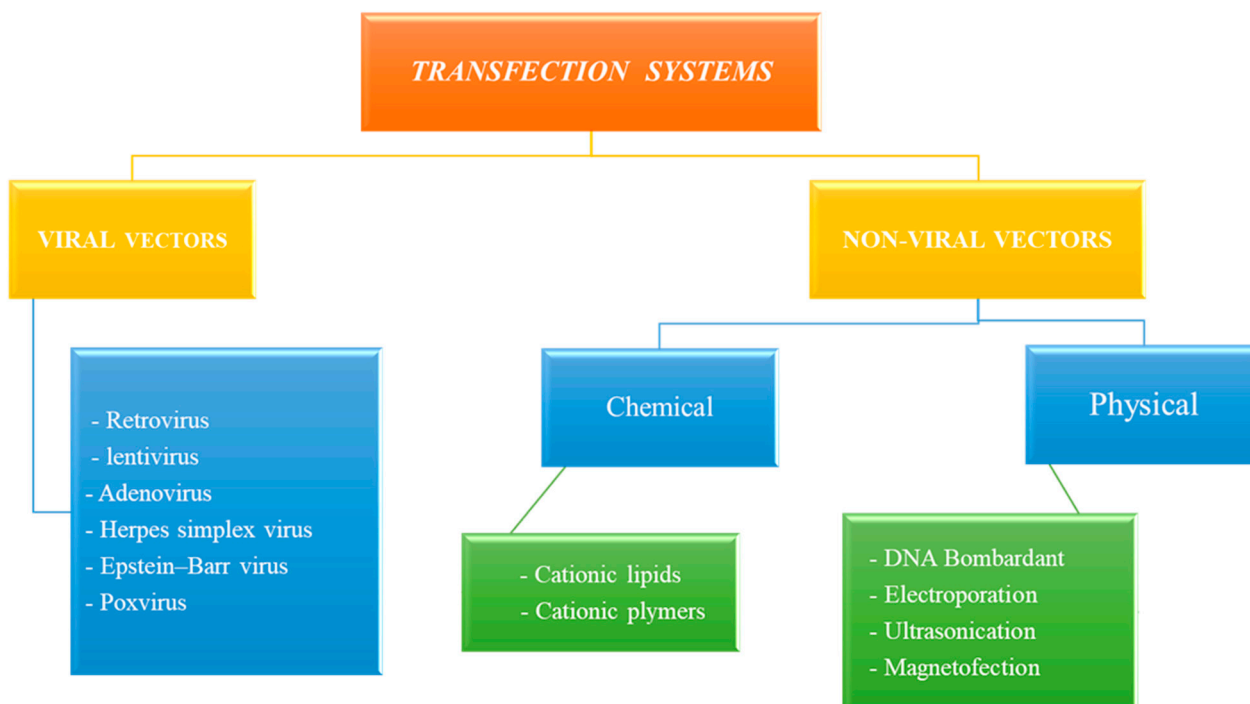 TRANSFECTION SYSTEMS
VIRAL VECTORS
NON-VIRAL VECTORS
- Retrovirus
- lentivirus
- Adenovirus
- Herpes simplex virus
- Epstein–Barr virus
- Poxvirus
Chemical
Physical
- Cationic lipids
- Cationic plymers
- DNA Bombardant
- Electroporation
- Ultrasonication
- Magnetofection